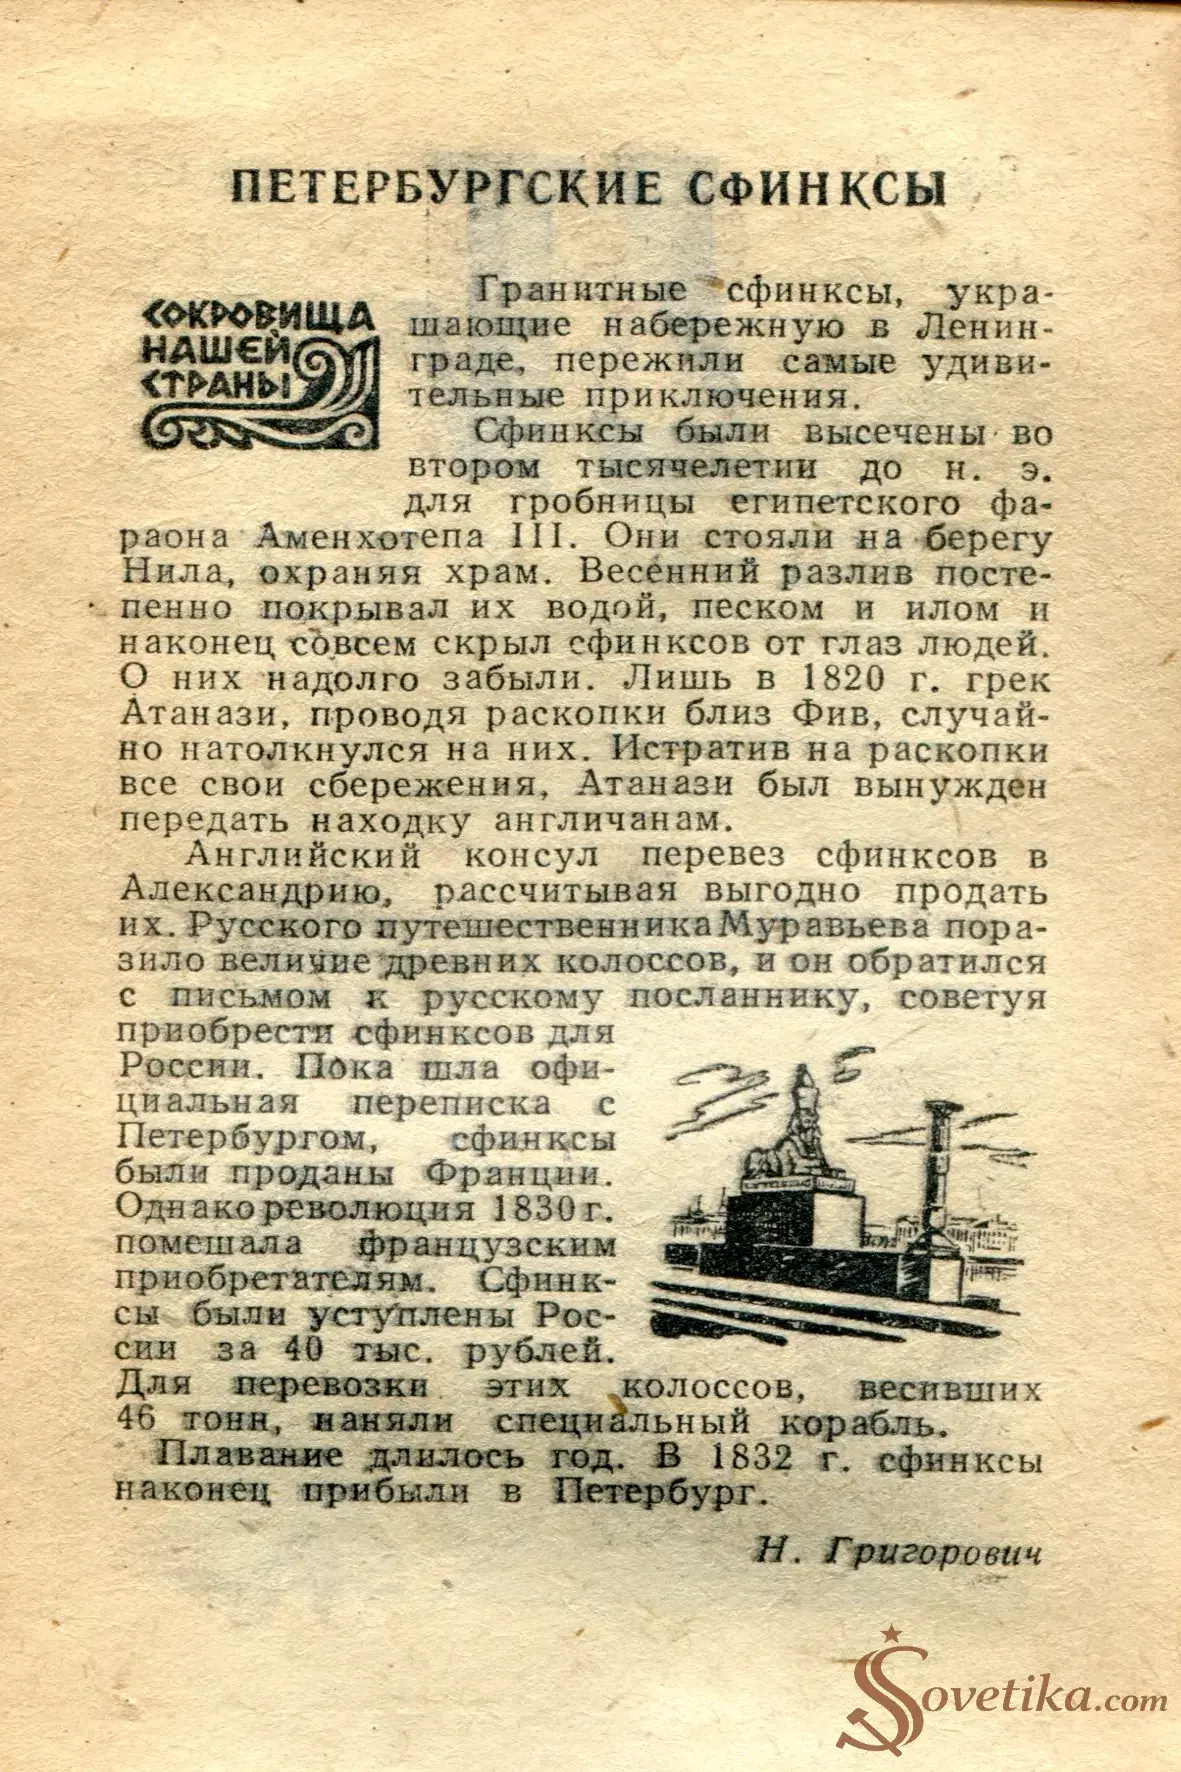 ПЕТЕРБУРГСКИЕ СФИНКСЫ
СОКРОВИЩА
НАШЕЙ
СТРАНЫ
Гранитные сфинксы, укра-
шающие набережную в Ленин-
граде, пережили самые удиви-
тельные приключения.
Сфинксы были высечены во
втором тысячелетии до н. э.
для гробницы египетского фа-
раона Аменхотепа III. Они стояли на берегу
Нила, охраняя храм. Весенний разлив посте-
пенно покрывал их водой, песком и илом и
наконец совсем скрыл сфинксов от глаз людей.
О них надолго забыли. Лишь в 1820 г. грек
Атанази, проводя раскопки близ Фив, случай-
но натолкнулся на них. Истратив на раскопки
все свои сбережения, Атанази был вынужден
передать находку англичанам.
Английский консул перевез сфинксов в
Александрию, рассчитывая выгодно продать
их. Русского путешественника Муравьева пора-
зило величие древних колоссов, и он обратился
с письмом к русскому посланнику, советуя
приобрести сфинксов для
России. Пока шла офи-
циальная переписка с
Петербургом, сфинксы
были проданы Франции.
Однако революция 1830 г.
помешала французским
приобретателям. Сфинк-
сы были уступлены Рос-
сии за 40 тыс. рублей.
Для перевозки этих колоссов, весивших
46 тонн, наняли специальный корабль.
Плавание длилось год. В 1832 г. сфинксы
наконец прибыли в Петербург.
Н. Григорович
Sovetika.com